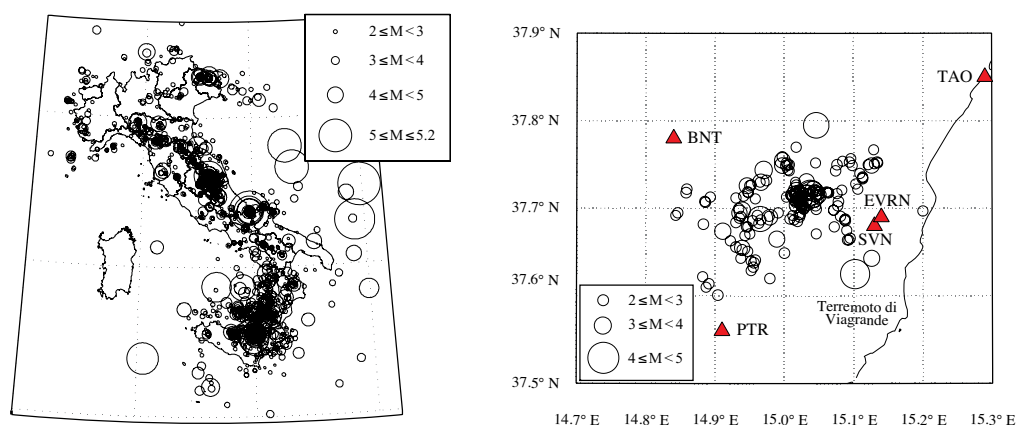 2 ≤ M < 3
3 ≤ M < 4
4 ≤ M < 5
5 ≤ M ≤ 5.2
37.9° N
37.8° N
37.7° N
37.6° N
37.5° N
TAO
BNT
EVRN
SVN
Terremoto di
Viagrande
PTR
2 ≤ M < 3
3 ≤ M < 4
4 ≤ M < 5
14.7° E 14.8° E 14.9° E 15.0° E 15.1° E 15.2° E 15.3° E